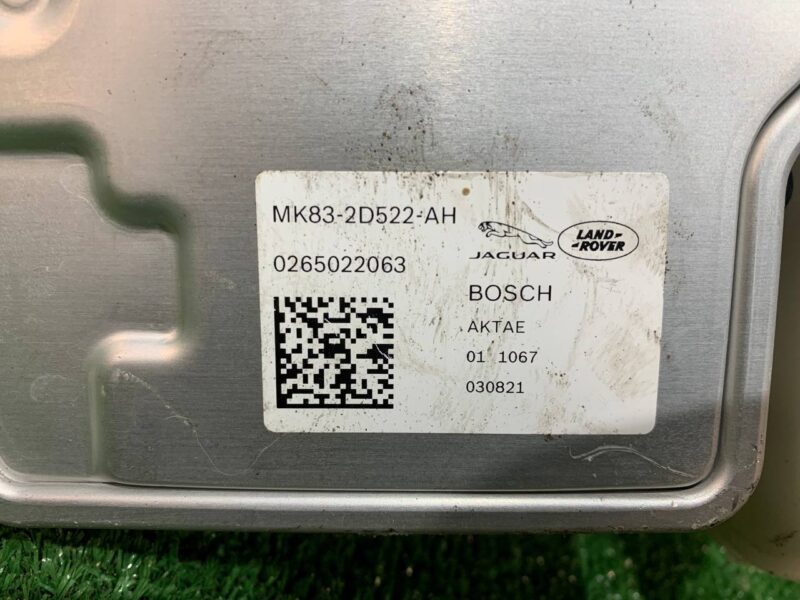 MK83-2D522-AH
JAGUAR
LAND-
-ROVER
0265022063
BOSCH
AKTAE
01 1067
030821